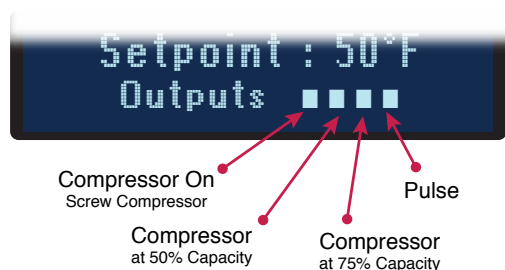 Setpoint : 50°F
Outputs
Compressor On
Screw Compressor
Pulse
Compressor
at 50% Capacity
Compressor
at 75% Capacity